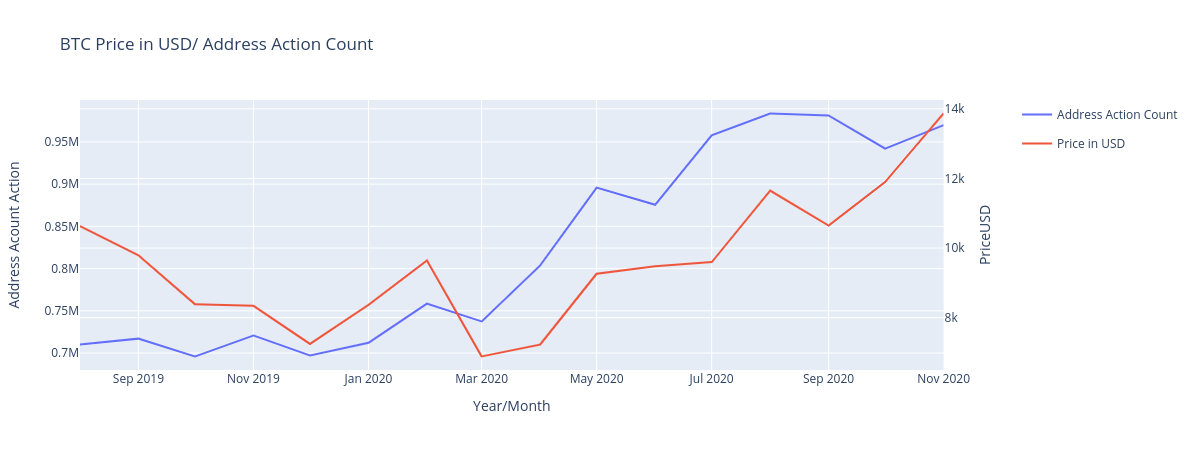 BTC Price in USD/ Address Action Count
Address Action Count
Price in USD
0.95M
0.9M
0.85M
0.8M
0.75M
0.7M
Address Acount Action
14k
12k
10k
8k
PriceUSD
Sep 2019
Nov 2019
Jan 2020
Mar 2020
May 2020
Jul 2020
Sep 2020
Nov 2020
Year/Month